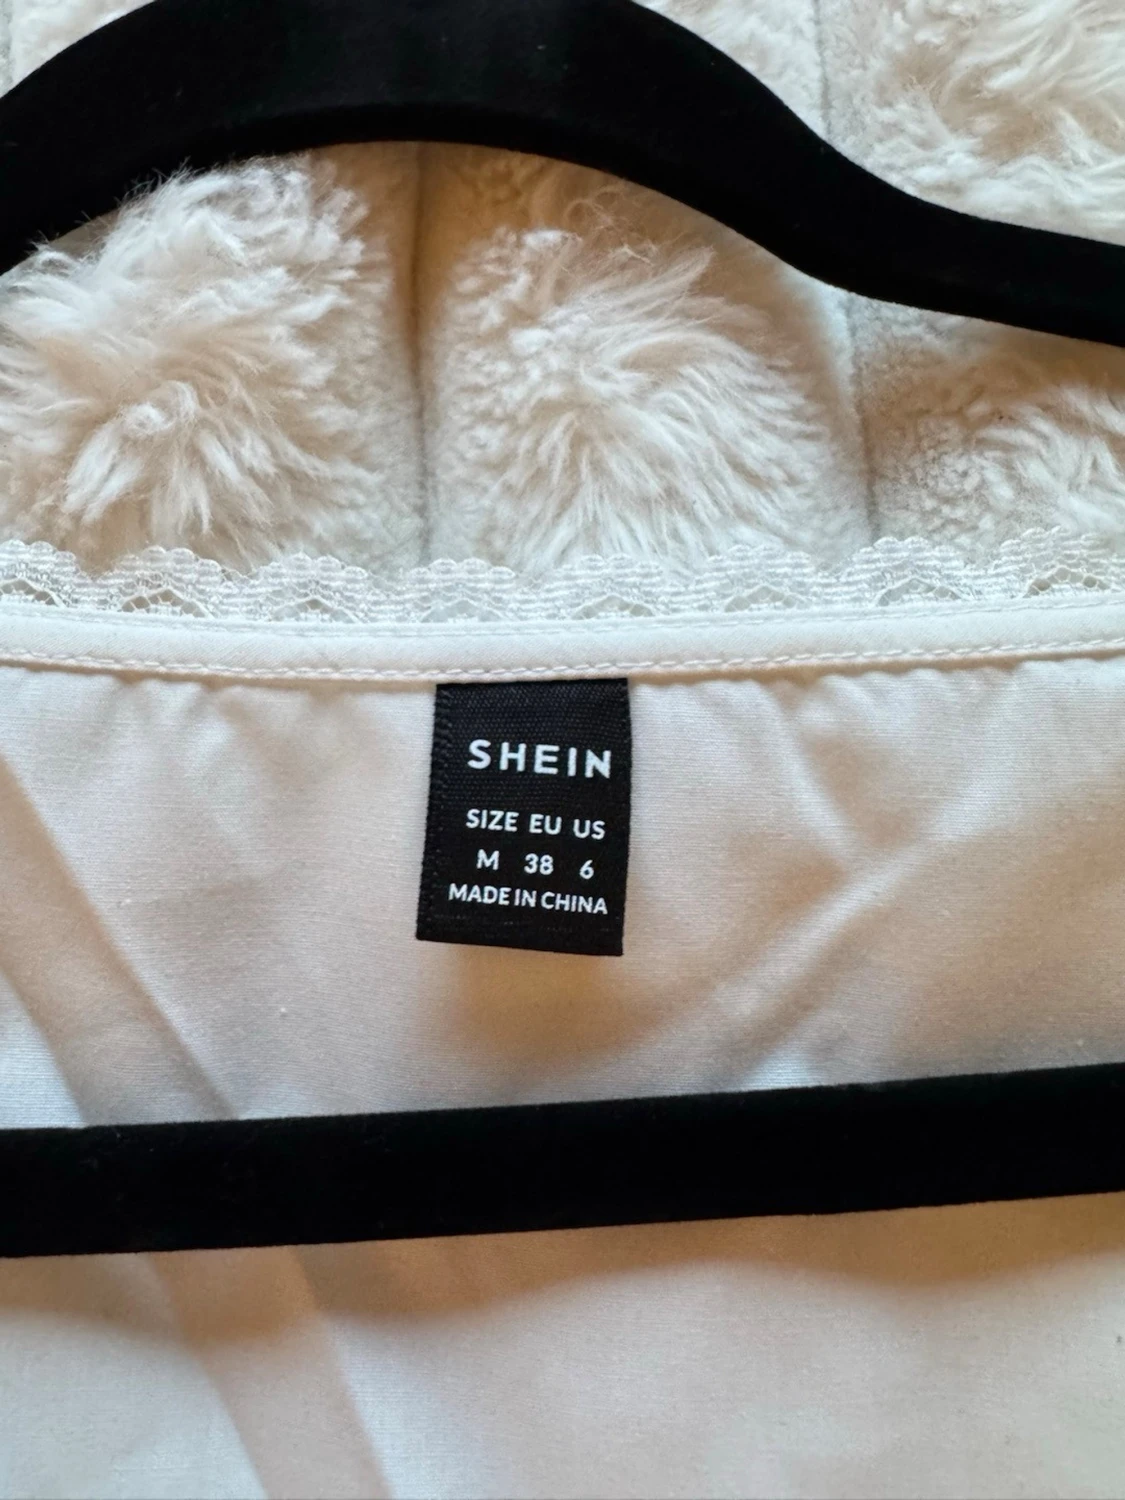 SHEIN
SIZE EU US
M 38 6
MADE IN CHINA